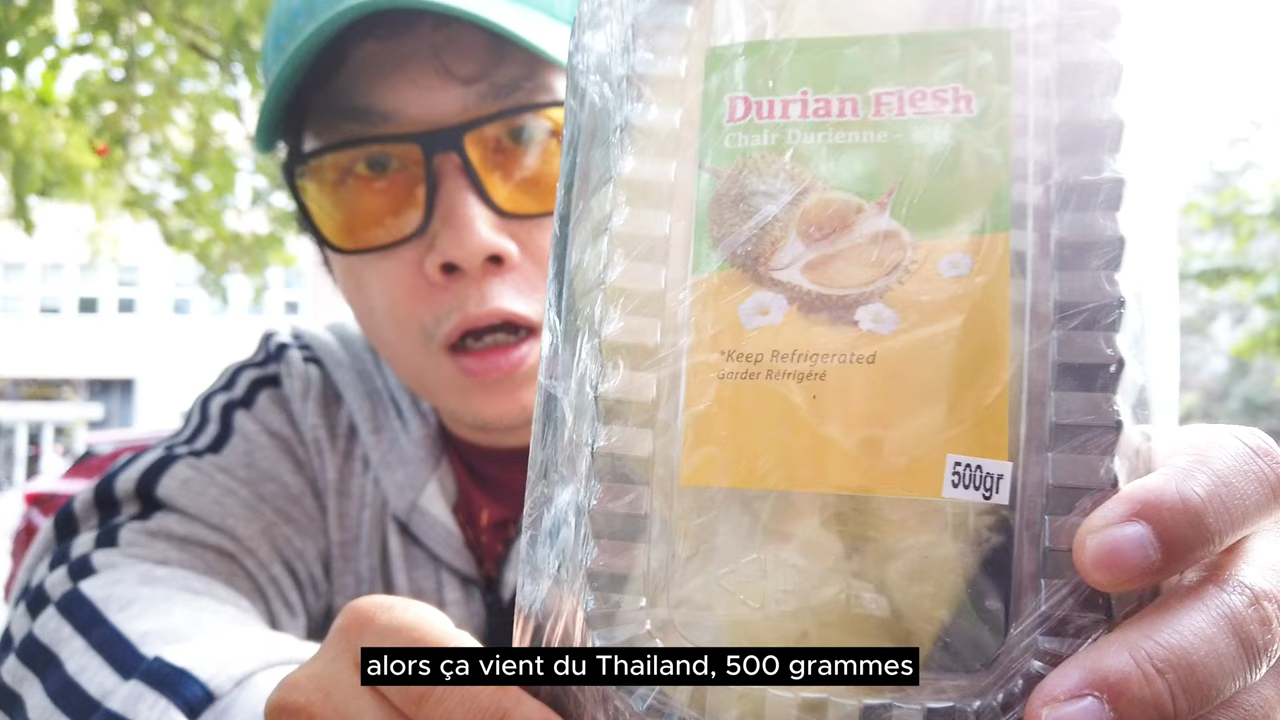 Durian Flesh
Chair Durienne -
*Keep Refrigerated
Garder Réfrigéré
500gr
alors ça vient du Thailand, 500 grammes